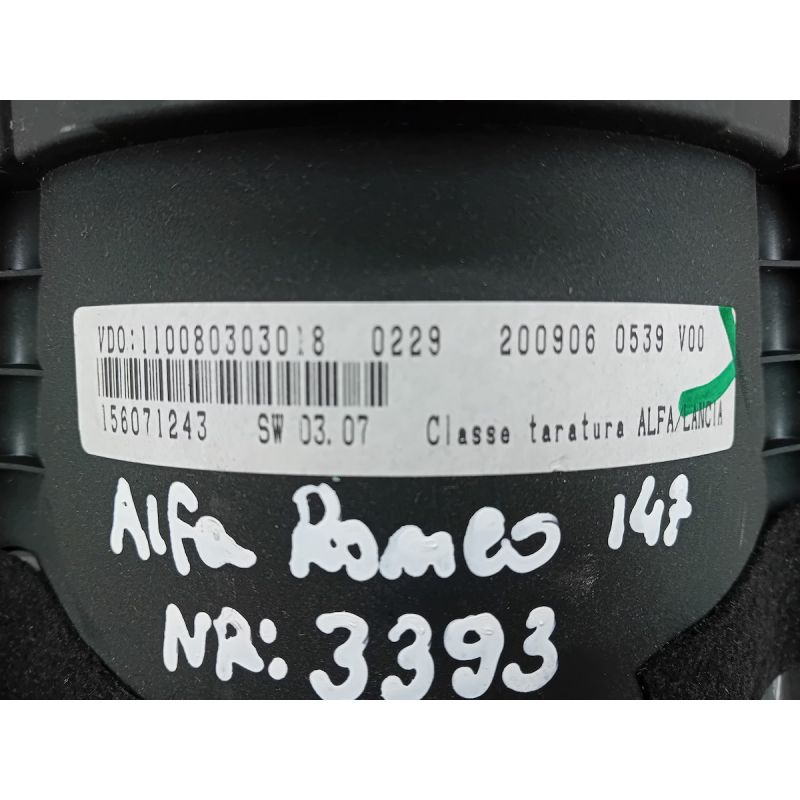 VDO:110080303018 0229 200906 0539 V00
156071243 SW 03.07 Classe taratura ALFA/LANCIA
Alfa Romeo 147
NR: 3393